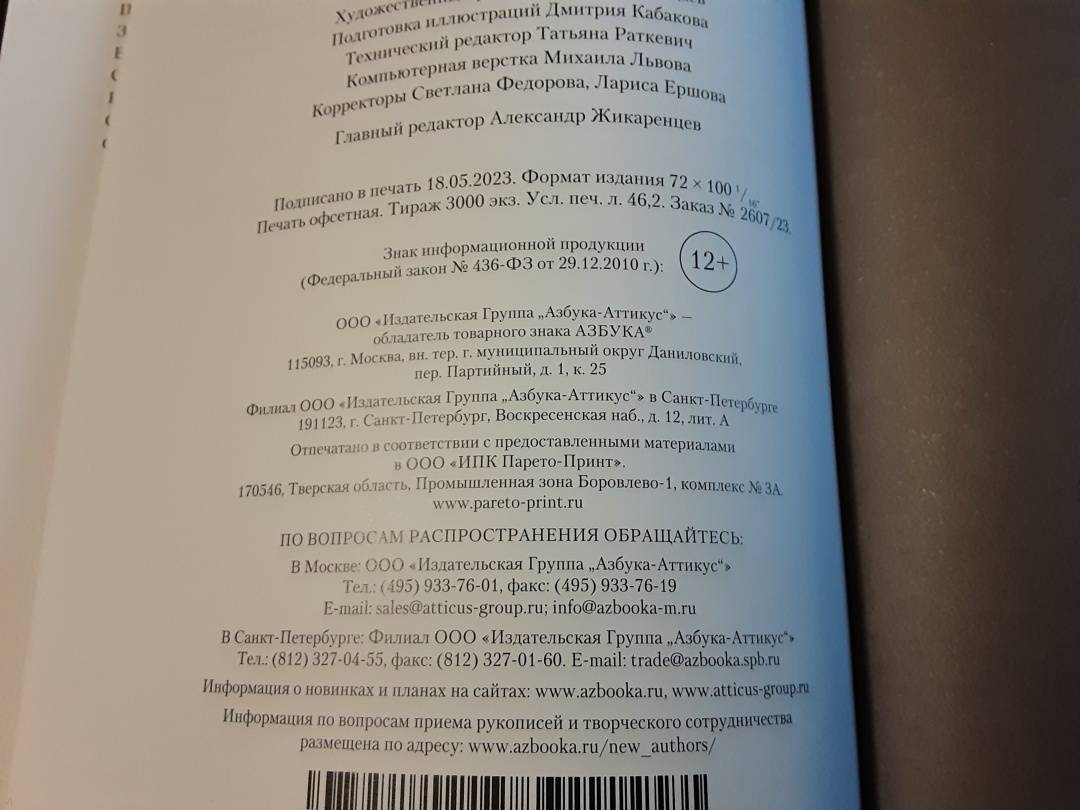 Подготовка иллюстраций Дмитрия Кабакова
Технический редактор Татьяна Раткевич
Компьютерная верстка Михаила Львова
Корректоры Светлана Федорова, Лариса Ершова
Главный редактор Александр Жикаренцев
Подписано в печать 18.05.2023. Формат издания 72 × 100 1/16.
Печать офсетная. Тираж 3000 экз. Усл. печ. л. 46,2. Заказ № 2607/23.
Знак информационной продукции
(Федеральный закон № 436-ФЗ от 29.12.2010 г.):
12+
ООО «Издательская Группа „Азбука-Аттикус“» —
обладатель товарного знака АЗБУКА®
115093, г. Москва, вн. тер. г. муниципальный округ Даниловский,
пер. Партийный, д. 1, к. 25
Филиал ООО «Издательская Группа „Азбука-Аттикус“» в Санкт-Петербурге
191123, г. Санкт-Петербург, Воскресенская наб., д. 12, лит. А
Отпечатано в соответствии с предоставленными материалами
в ООО «ИПК Парето-Принт».
170546, Тверская область, Промышленная зона Боровлево-1, комплекс № 3А.
www.pareto-print.ru
ПО ВОПРОСАМ РАСПРОСТРАНЕНИЯ ОБРАЩАЙТЕСЬ:
В Москве: ООО «Издательская Группа „Азбука-Аттикус“»
Тел.: (495) 933-76-01, факс: (495) 933-76-19
E-mail: sales@atticus-group.ru; info@azbooka-m.ru
В Санкт-Петербурге: Филиал ООО «Издательская Группа „Азбука-Аттикус“»
Тел.: (812) 327-04-55, факс: (812) 327-01-60. E-mail: trade@azbooka.spb.ru
Информация о новинках и планах на сайтах: www.azbooka.ru, www.atticus-group.ru
Информация по вопросам приема рукописей и творческого сотрудничества
размещена по адресу: www.azbooka.ru/new_authors/